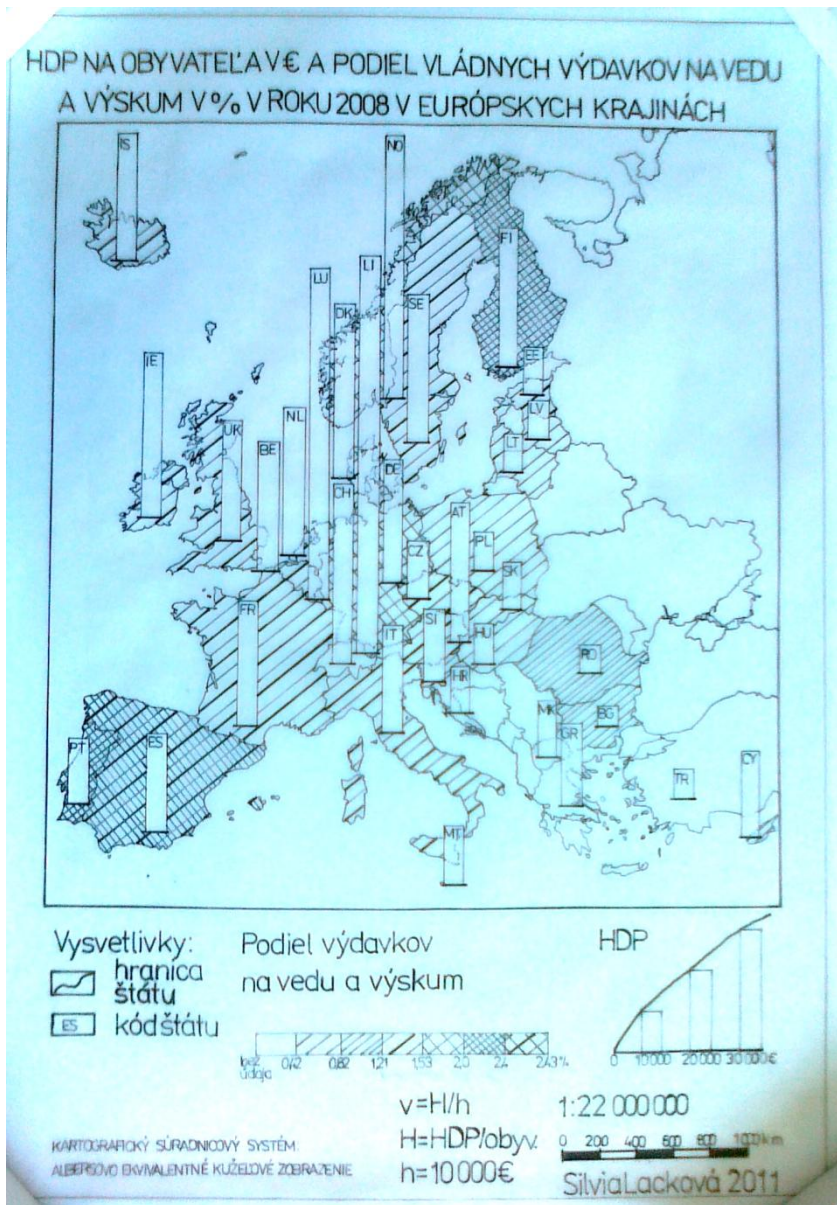 HDP NA OBYVATEĽA V € A PODIEL VLÁDNYCH VÝDAVKOV NA VEDU
A VÝSKUM V % V ROKU 2008 V EURÓPSKYCH KRAJINÁCH
IS
NO
FI
LI
LU
SE
DK
IE
EE
LV
NL
UK
LT
BE
DE
CH
AT
PL
CZ
SK
FR
SI
IT
HU
RO
HR
MK
BG
GR
PT
ES
CY
TR
MT
Vysvetlivky:
hranica
štátu
ES kód štátu
Podiel výdavkov
na vedu a výskum
bez
údaja
0,42 0,82 1,21 1,53 2,0 2,4 2,43 %
HDP
0 10 000 20 000 30 000 €
v=H/h
H=HDP/obyv.
h=10 000€
1:22 000 000
0 200 400 600 800 1000 km
KARTOGRAFICKÝ SÚRADNICOVÝ SYSTÉM:
ALBERSOVO EKVIVALENTNÉ KUŽEĽOVÉ ZOBRAZENIE
Silvia Lacková 2011